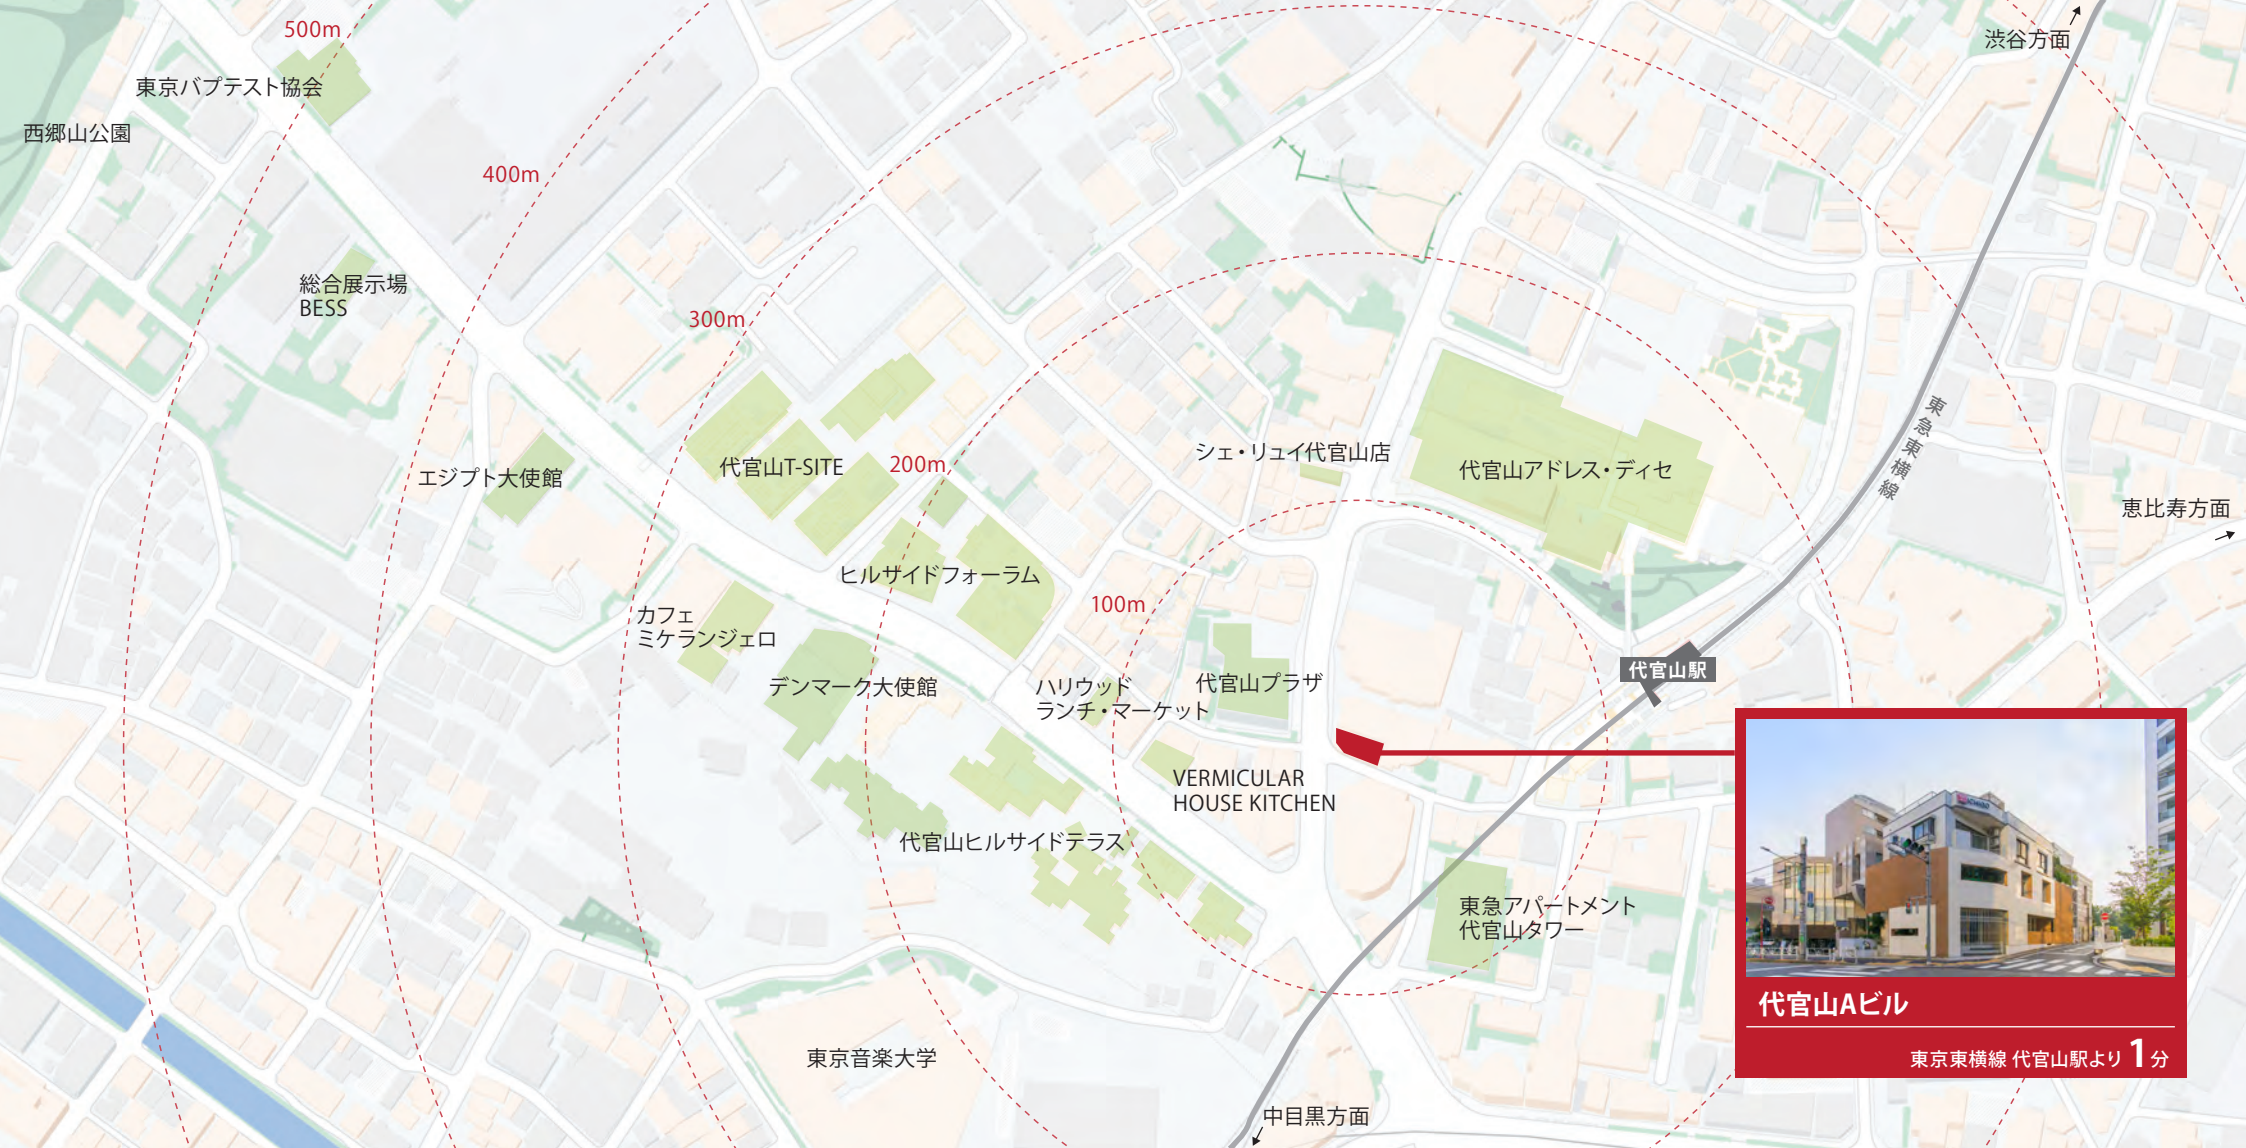 500m
渋谷方面
東京バプテスト協会
西郷山公園
400m
総合展示場
BESS
300m
東急東横線
シェ・リュイ代官山店
代官山T-SITE
200m
代官山アドレス・ディセ
エジプト大使館
恵比寿方面
ヒルサイドフォーラム
100m
カフェ
ミケランジェロ
代官山駅
デンマーク大使館
ハリウッド
ランチ・マーケット
代官山プラザ
VERMICULAR
HOUSE KITCHEN
代官山ヒルサイドテラス
東急アパートメント
代官山タワー
代官山Aビル
東京東横線 代官山駅より 1分
東京音楽大学
中目黒方面